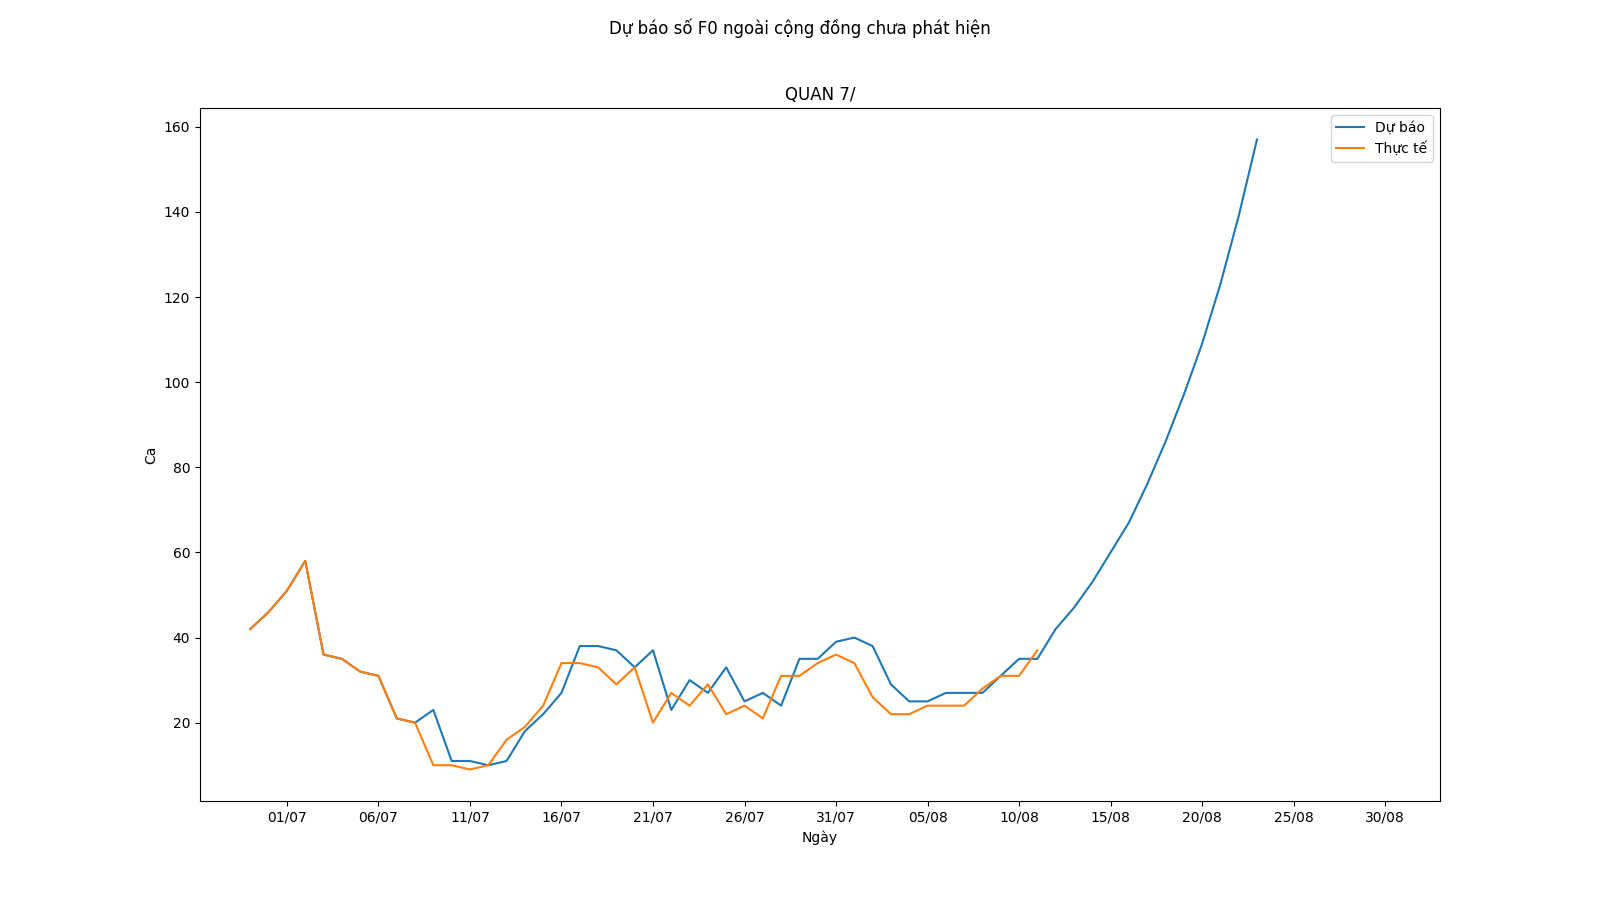 Dự báo số F0 ngoài cộng đồng chưa phát hiện
QUAN 7/
160
140
120
100
80
60
40
20
Ca
Dự báo
Thực tế
01/07 06/07 11/07 16/07 21/07 26/07 31/07 05/08 10/08 15/08 20/08 25/08 30/08
Ngày